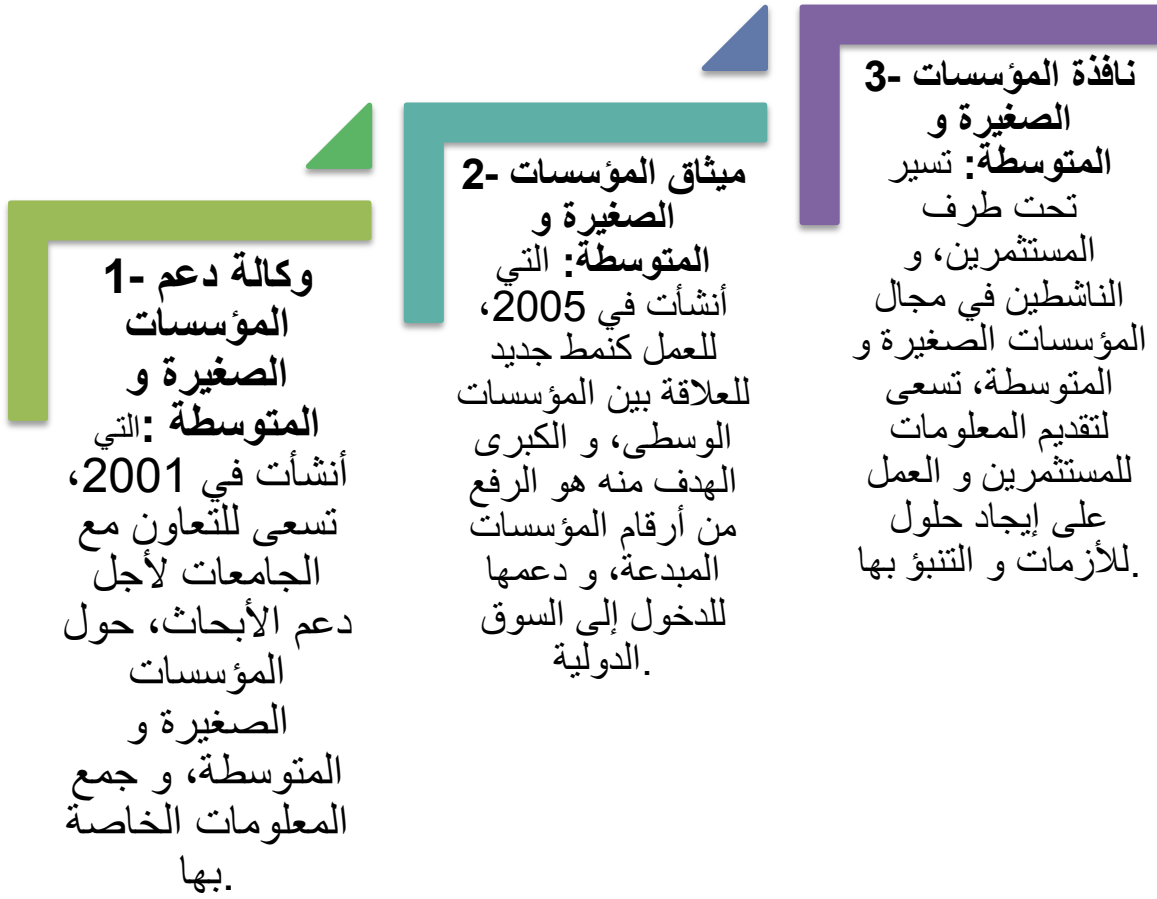 1- وكالة دعم
المؤسسات
الصغيرة و
المتوسطة :التي
أنشأت في 2001،
تسعى للتعاون مع
الجامعات لأجل
دعم الأبحاث، حول
المؤسسات
الصغيرة و
المتوسطة، و جمع
المعلومات الخاصة
بها.
2- ميثاق المؤسسات
الصغيرة و
المتوسطة: التي
أنشأت في 2005،
للعمل كنمط جديد
للعلاقة بين المؤسسات
الوسطى، و الكبرى
الهدف منه هو الرفع
من أرقام المؤسسات
المبدعة، و دعمها
للدخول إلى السوق
الدولية.
3- نافذة المؤسسات
الصغيرة و
المتوسطة: تسير
تحت طرف
المستثمرين، و
الناشطين في مجال
المؤسسات الصغيرة و
المتوسطة، تسعى
لتقديم المعلومات
للمستثمرين و العمل
على إيجاد حلول
للأزمات و التنبؤ بها.